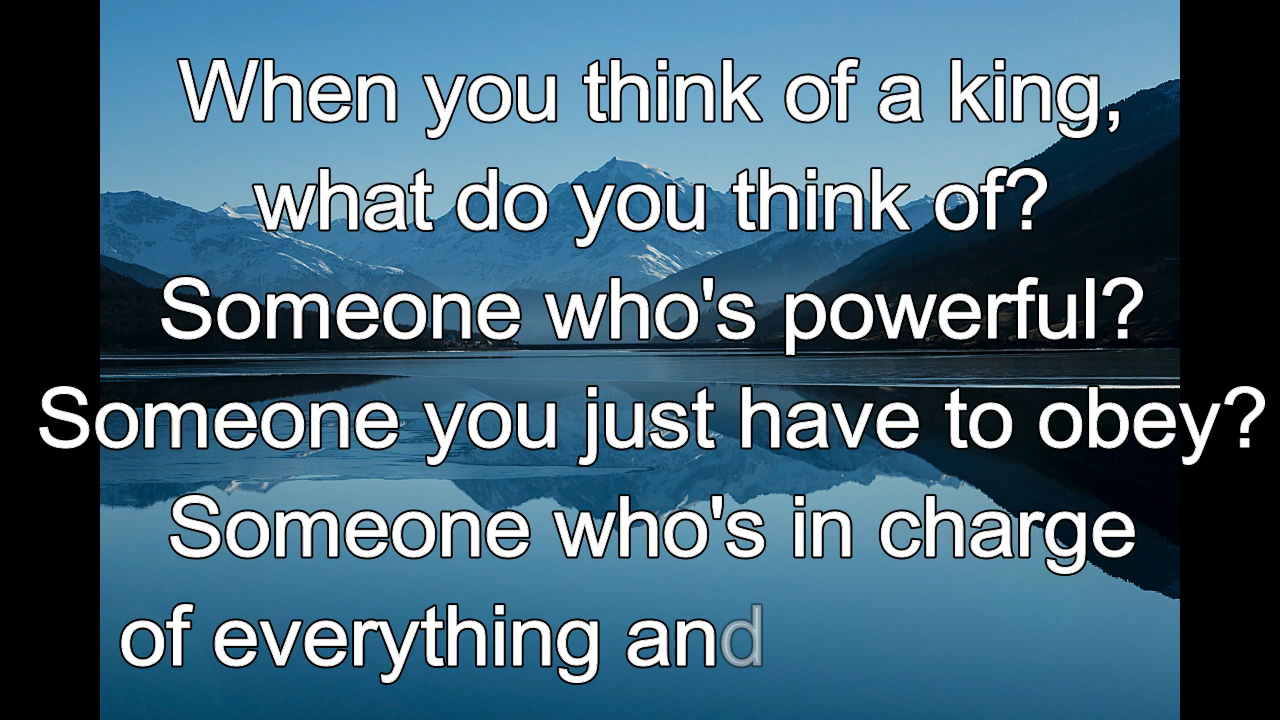 When you think of a king,
what do you think of?
Someone who's powerful?
Someone you just have to obey?
Someone who's in charge
of everything and